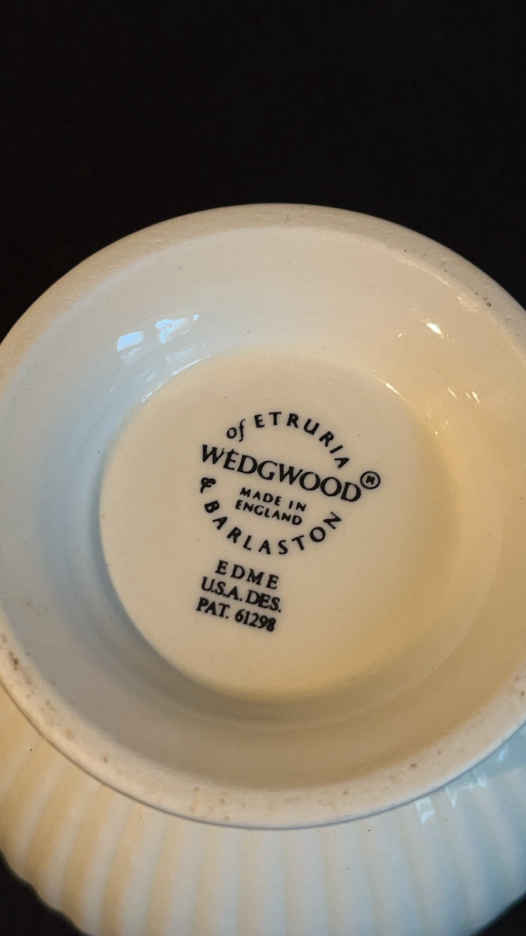 of ETRURIA
WEDGWOOD®
MADE IN
ENGLAND
& BARLASTON
EDME
U.S.A. DES.
PAT. 61298